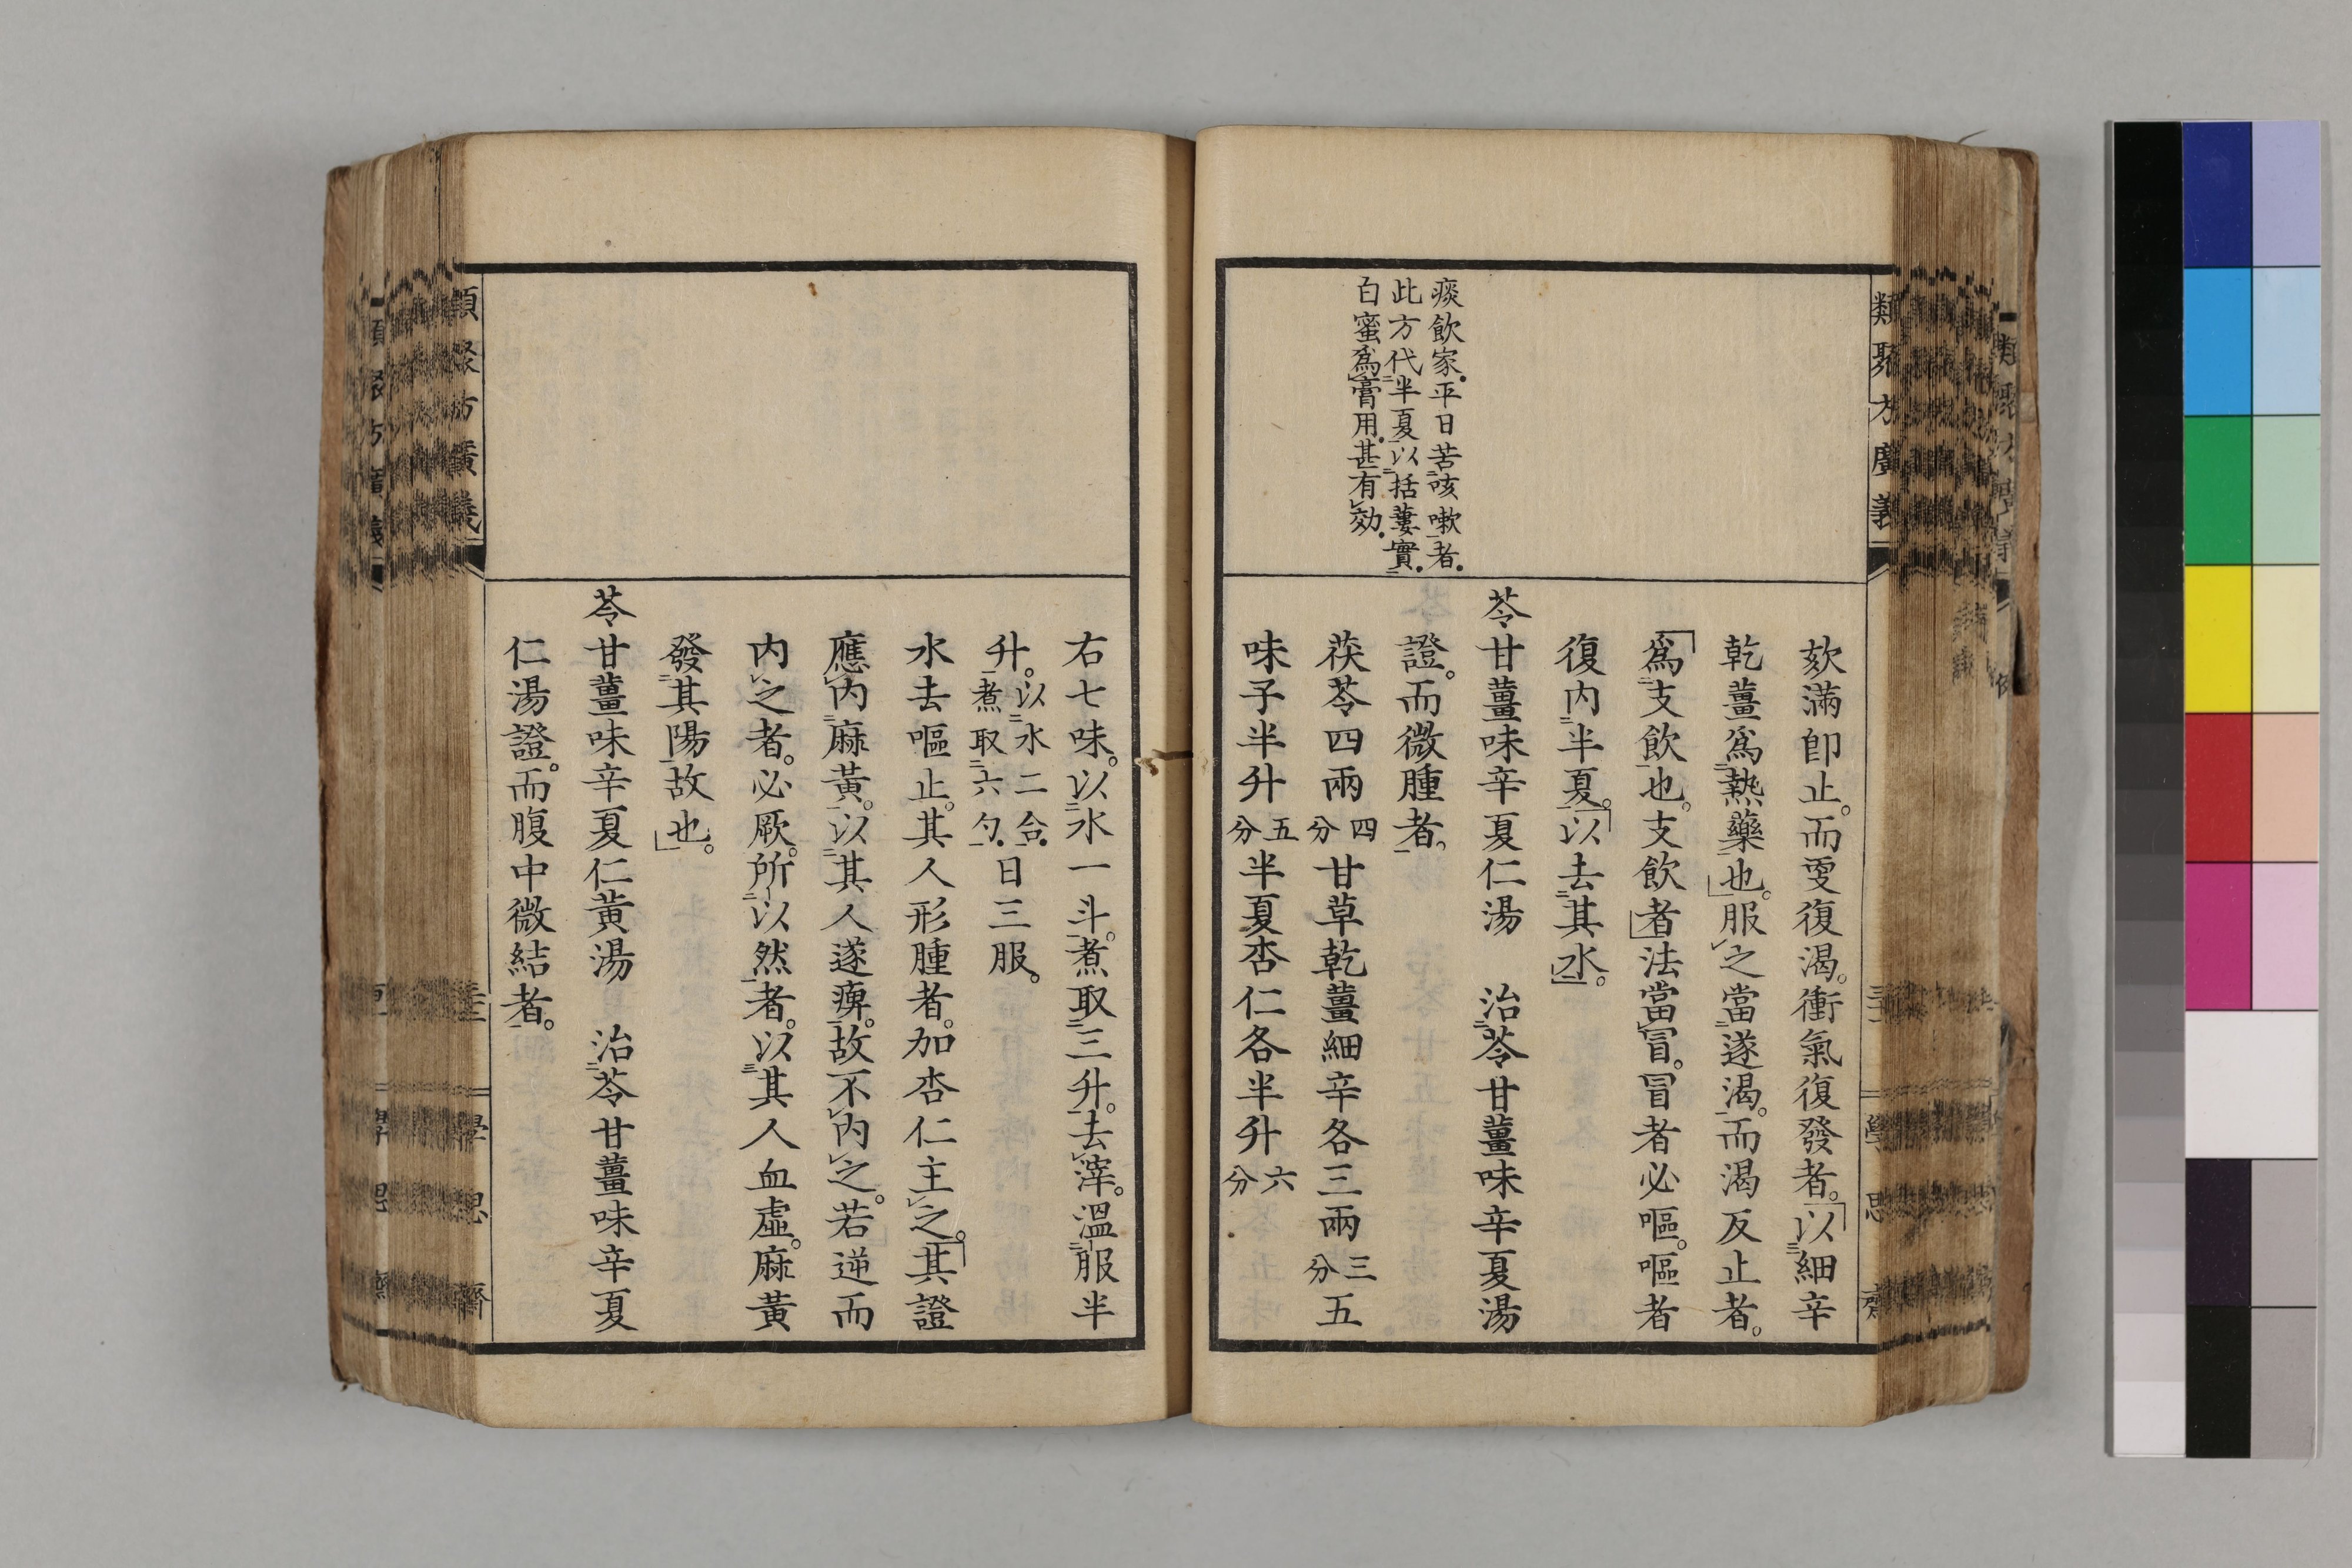 類聚方廣義
痰飲家平日苦咳嗽者
此方代半夏以括蔞實
白蜜爲膏用甚有効
欬滿卽止。而更復渴。衝氣復發者。「以細辛
乾薑爲熱藥也」。服之當遂渴。而渴反止者。
「爲支飲也。支飲者」法當冒。冒者必嘔。嘔者
復内半夏。「以去其水」。
苓甘薑味辛夏仁湯　治苓甘薑味辛夏湯
證。而微腫者。
茯苓四兩四分甘草乾薑細辛各三兩三分五
味子半升五分半夏杏仁各半升六分
右七味。以水一斗。煮取三升。去滓。溫服半
升。以水二合煮取六勺日三服。
水去嘔止。其人形腫者。加杏仁主之。「其證
應内麻黃。以其人遂痺。故不内之。若逆而
内之者。必厥。所以然者。以其人血虛。麻黃
發其陽故也」。
苓甘薑味辛夏仁黃湯　治苓甘薑味辛夏
仁湯證。而腹中微結者。
類聚方廣義
學思齋